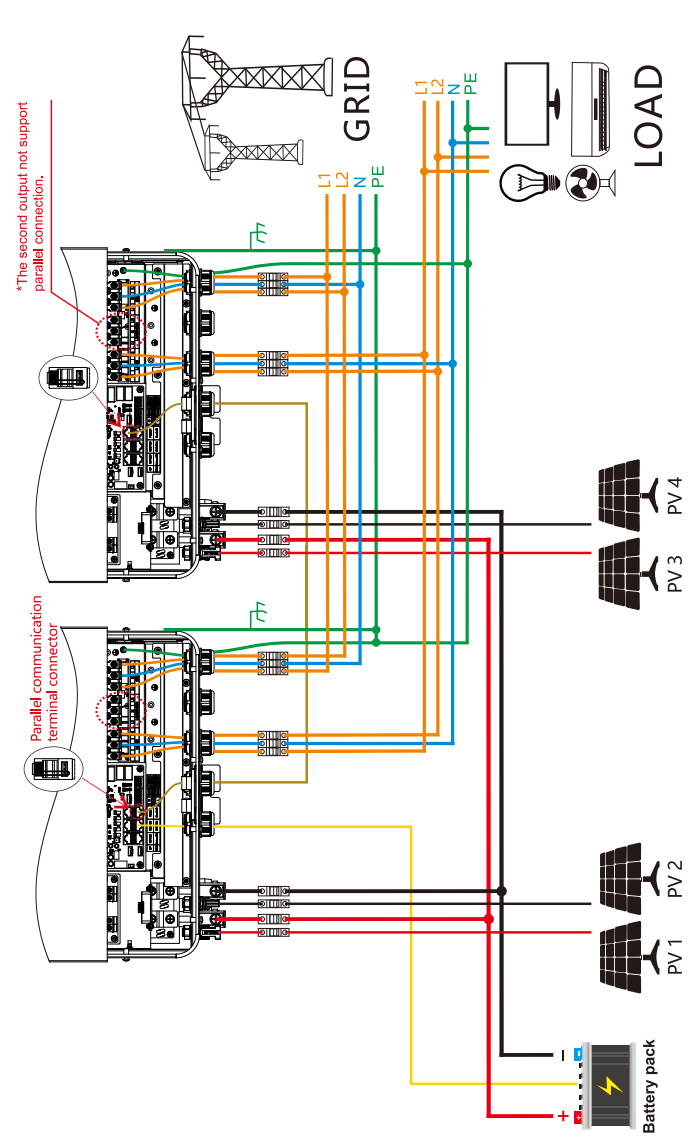 *The second output not support
parallel connection.
GRID
L1
L2
N
PE
L1
L2
N
PE
LOAD
Parallel communication
terminal connector
PV 4
PV 3
PV 2
PV 1
−
+
Battery pack